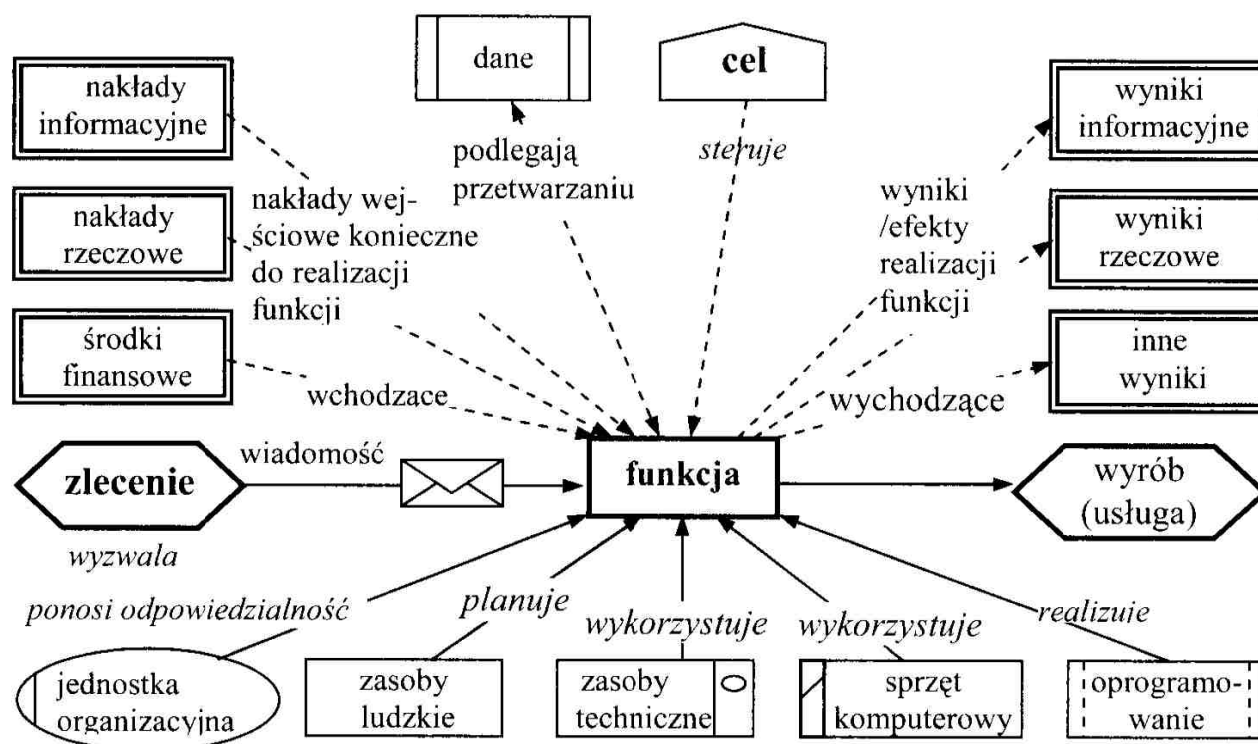 dane
cel
nakłady
informacyjne
wyniki
informacyjne
podlegają
przetwarzaniu
steruje
nakłady
rzeczowe
nakłady wej-
ściowe konieczne
do realizacji
funkcji
wyniki
/efekty
realizacji
funkcji
wyniki
rzeczowe
środki
finansowe
inne
wyniki
wchodzace
wychodzące
zlecenie
wiadomość
funkcja
wyrób
(usługa)
wyzwala
ponosi odpowiedzialność
planuje
wykorzystuje
wykorzystuje
realizuje
jednostka
organizacyjna
zasoby
ludzkie
zasoby
techniczne
sprzęt
komputerowy
oprogramo-
wanie